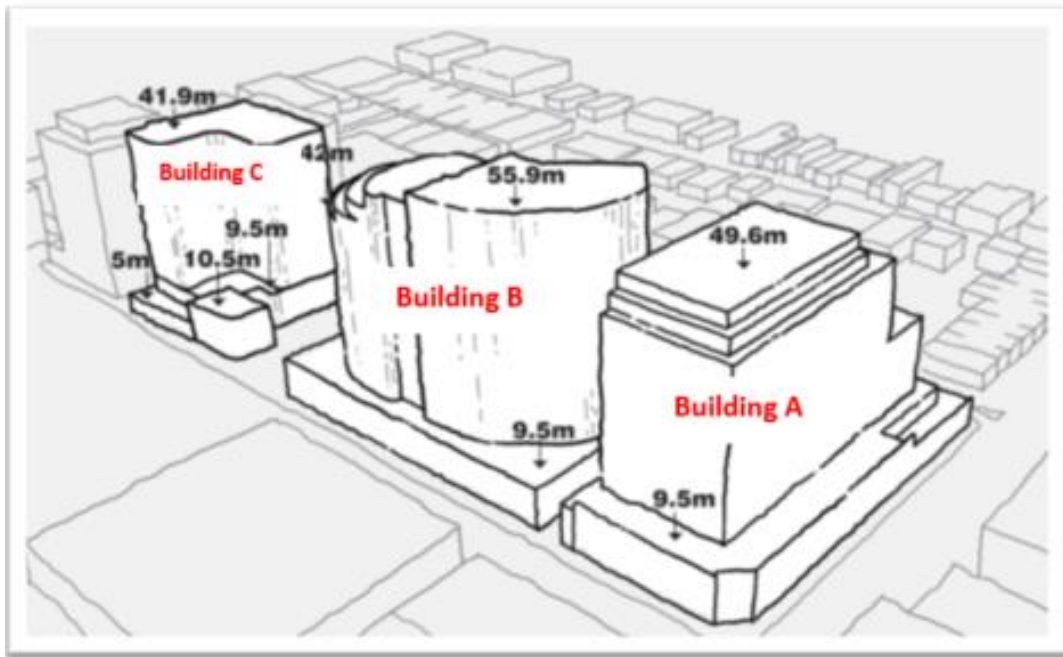 41.9m
Building C
42m
55.9m
9.5m
49.6m
5m
10.5m
Building B
Building A
9.5m
9.5m